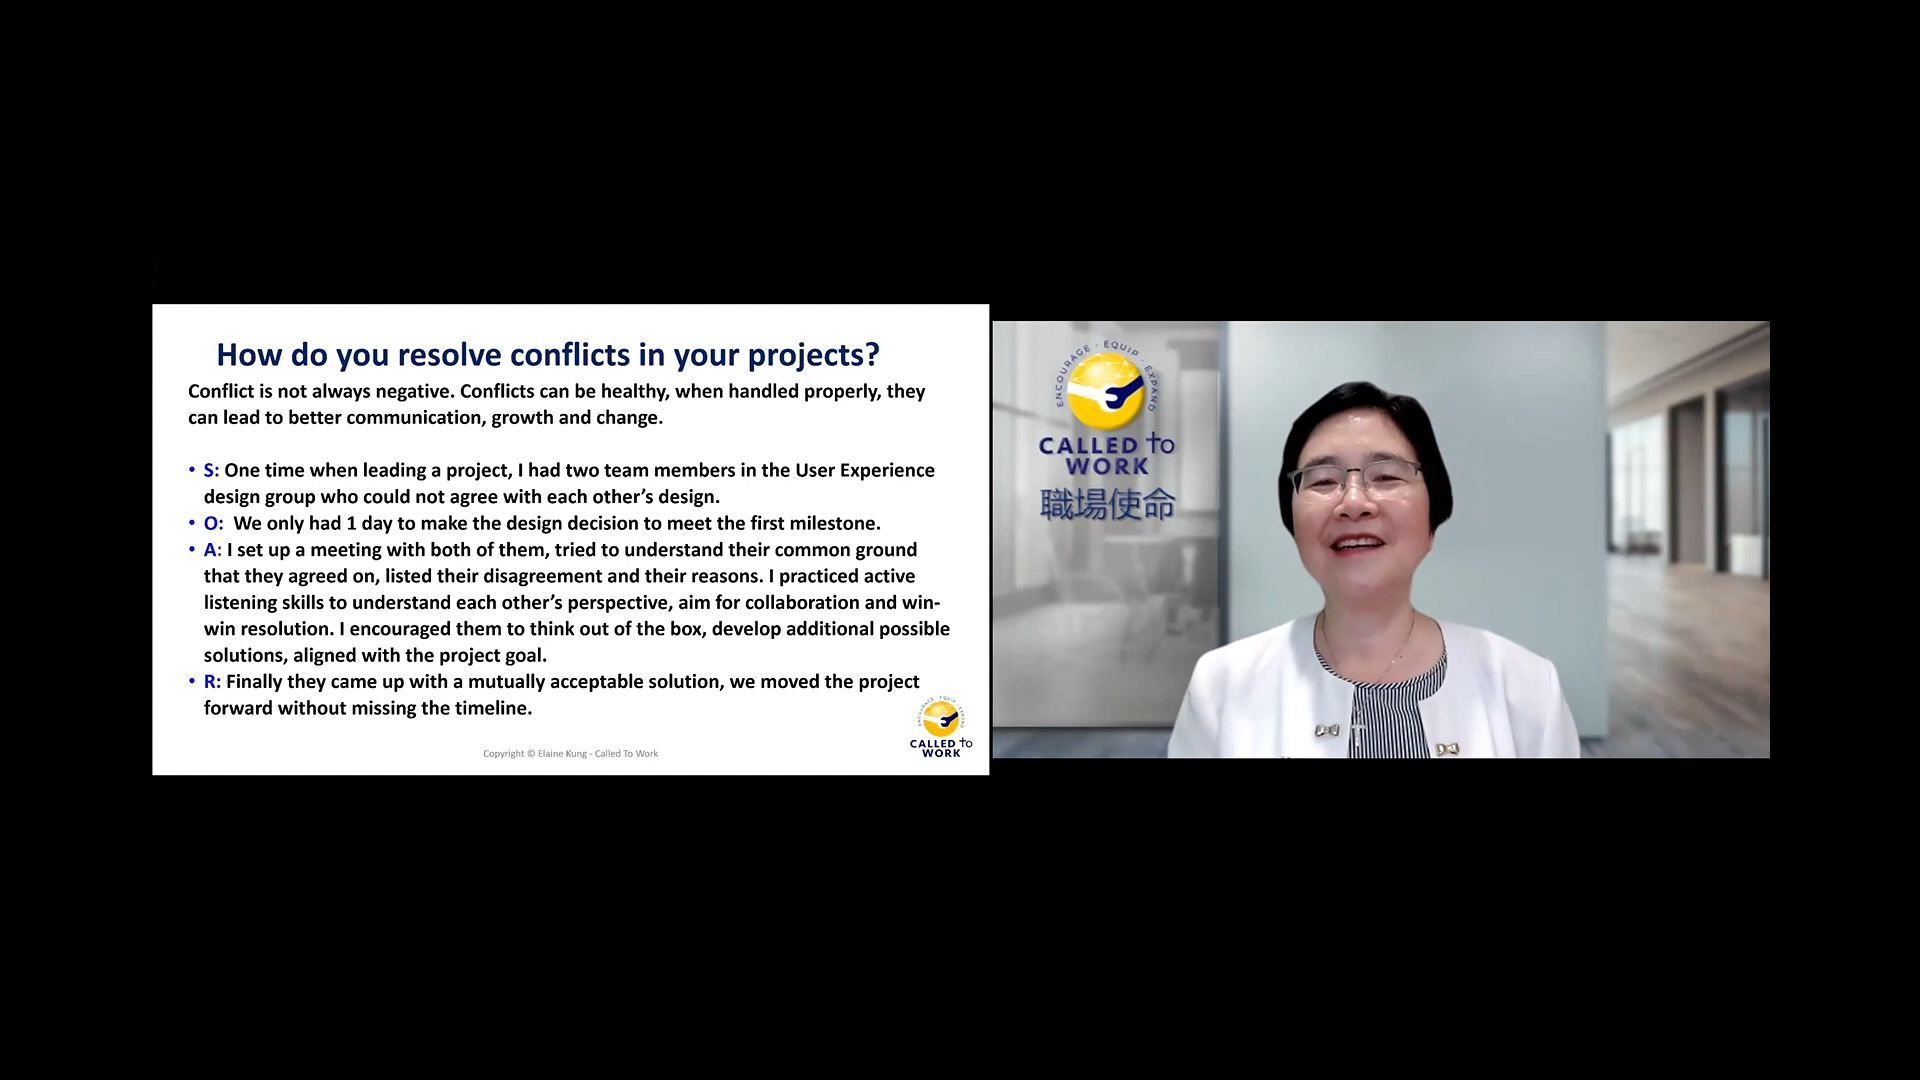 How do you resolve conflicts in your projects?
Conflict is not always negative. Conflicts can be healthy, when handled properly, they
can lead to better communication, growth and change.
• S: One time when leading a project, I had two team members in the User Experience
design group who could not agree with each other’s design.
• O: We only had 1 day to make the design decision to meet the first milestone.
• A: I set up a meeting with both of them, tried to understand their common ground
that they agreed on, listed their disagreement and their reasons. I practiced active
listening skills to understand each other’s perspective, aim for collaboration and win-
win resolution. I encouraged them to think out of the box, develop additional possible
solutions, aligned with the project goal.
• R: Finally they came up with a mutually acceptable solution, we moved the project
forward without missing the timeline.
Copyright © Elaine Kung - Called To Work
ENCOURAGE · EQUIP · EXPAND
CALLED to
WORK
ENCOURAGE · EQUIP · EXPAND
CALLED to
WORK
職場使命